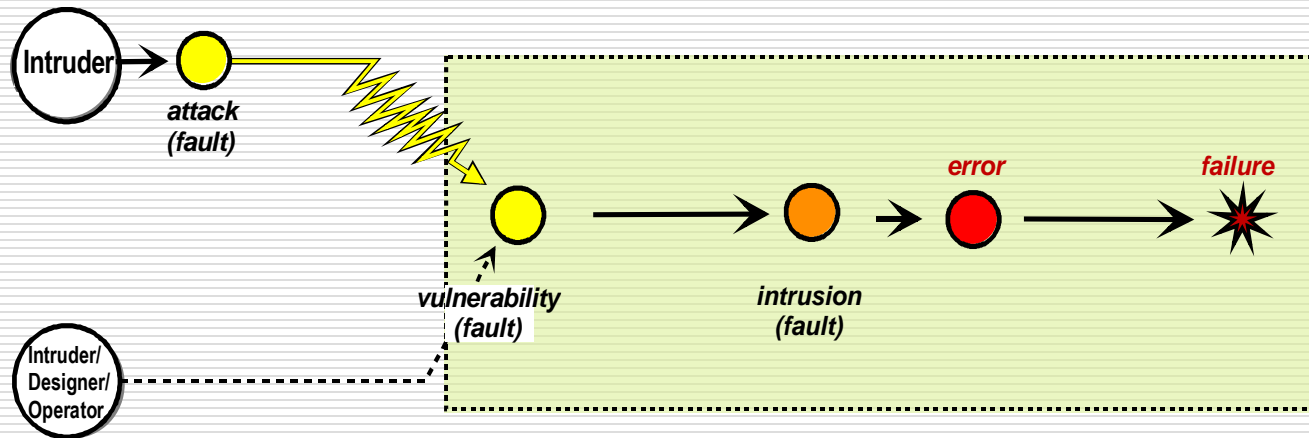 Intruder
attack
(fault)
error
failure
vulnerability
(fault)
intrusion
(fault)
Intruder/
Designer/
Operator